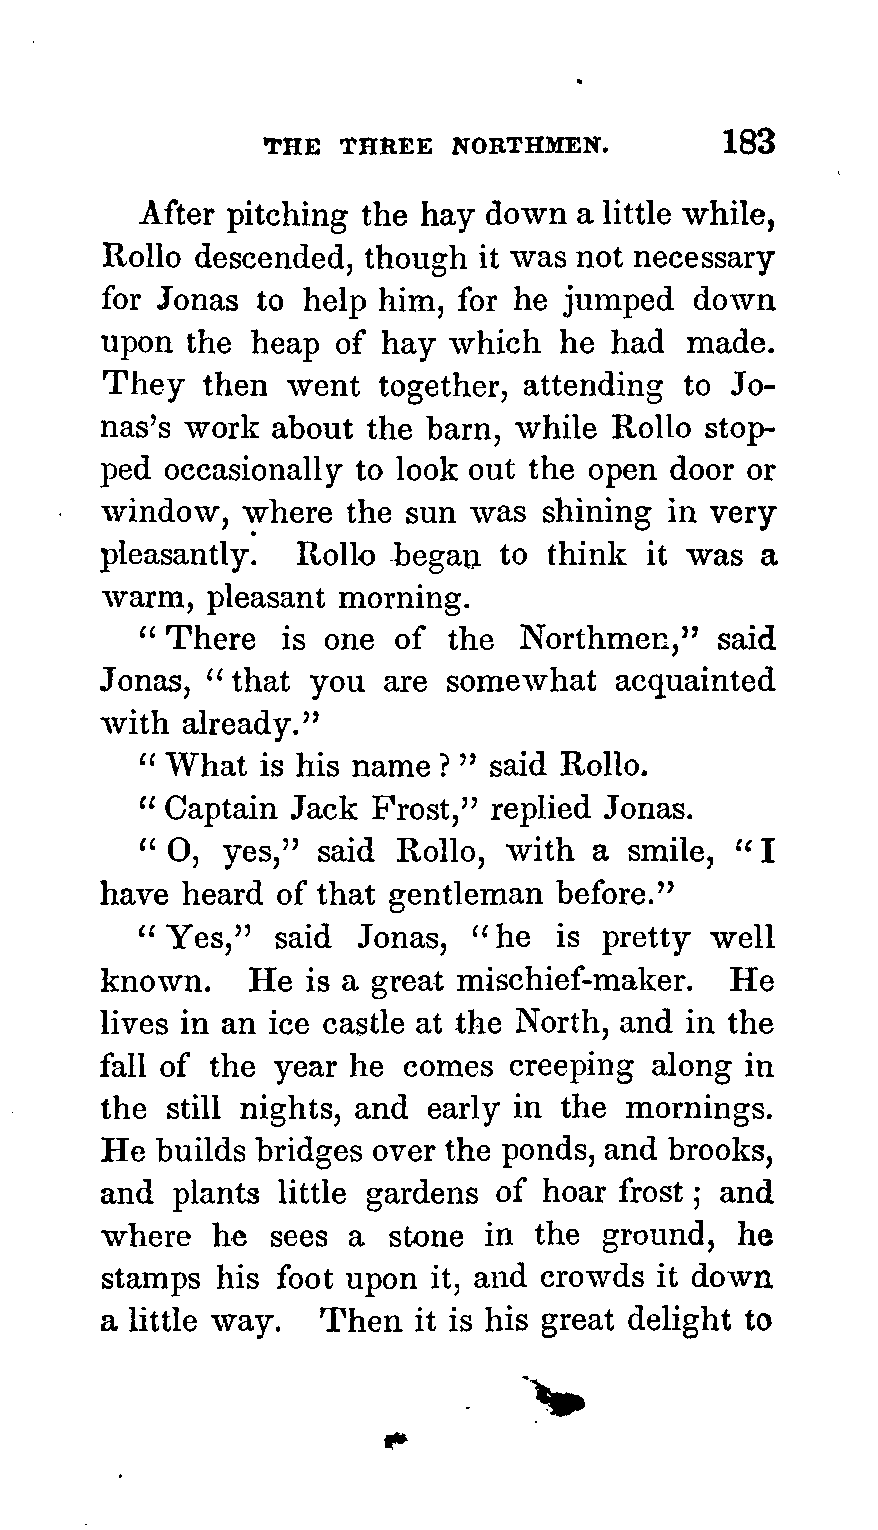 THE THREE NORTHMEN. 183
After pitching the hay down a little while,
Rollo descended, though it was not necessary
for Jonas to help him, for he jumped down
upon the heap of hay which he had made.
They then went together, attending to Jo-
nas's work about the barn, while Rollo stop-
ped occasionally to look out the open door or
window, where the sun was shining in very
pleasantly. Rollo began to think it was a
warm, pleasant morning.
“ There is one of the Northmen,” said
Jonas, “ that you are somewhat acquainted
with already.”
“ What is his name ? ” said Rollo.
“ Captain Jack Frost,” replied Jonas.
“ O, yes,” said Rollo, with a smile, “ I
have heard of that gentleman before.”
“ Yes,” said Jonas, “ he is pretty well
known. He is a great mischief-maker. He
lives in an ice castle at the North, and in the
fall of the year he comes creeping along in
the still nights, and early in the mornings.
He builds bridges over the ponds, and brooks,
and plants little gardens of hoar frost ; and
where he sees a stone in the ground, he
stamps his foot upon it, and crowds it down
a little way. Then it is his great delight to